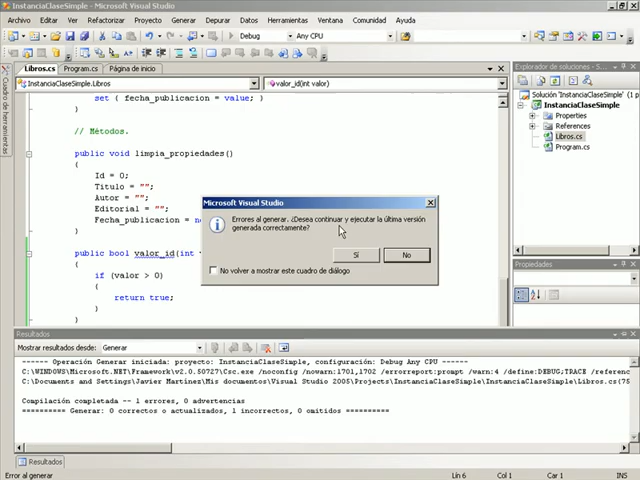 InstanciaClaseSimple - Microsoft Visual Studio
Archivo Editar Ver Refactorizar Proyecto Generar Depurar Datos Herramientas Ventana Comunidad Ayuda
Debug Any CPU
Libros.cs Program.cs Página de inicio
InstanciaClaseSimple.Libros valor_id(int valor)
set { fecha_publicacion = value; }
}
// Métodos.
public void limpia_propiedades()
{
Id = 0;
Titulo = "";
Autor = "";
Editorial = "";
Fecha_publicacion = n
}
public bool valor_id(int v
{
if (valor > 0)
{
return true;
}
}
Cuadro de herramientas
Microsoft Visual Studio
Errores al generar. ¿Desea continuar y ejecutar la última versión
generada correctamente?
Sí No
No volver a mostrar este cuadro de diálogo
Explorador de soluciones -
Solución 'InstanciaClaseSimple' (1 p
InstanciaClaseSimple
Properties
References
Libros.cs
Program.cs
Propiedades
Resultados
Mostrar resultados desde: Generar
------ Operación Generar iniciada: proyecto: InstanciaClaseSimple, configuración: Debug Any CPU ------
C:\WINDOWS\Microsoft.NET\Framework\v2.0.50727\Csc.exe /noconfig /nowarn:1701,1702 /errorreport:prompt /warn:4 /define:DEBUG;TRACE /referenc
C:\Documents and Settings\Javier Martinez\Mis documentos\Visual Studio 2005\Projects\InstanciaClaseSimple\InstanciaClaseSimple\Libros.cs(75
Compilación completada -- 1 errores, 0 advertencias
========== Generar: 0 correctos o actualizados, 1 incorrectos, 0 omitidos ==========
Resultados
Error al generar Lín 6 Col 1 Car 1 INS